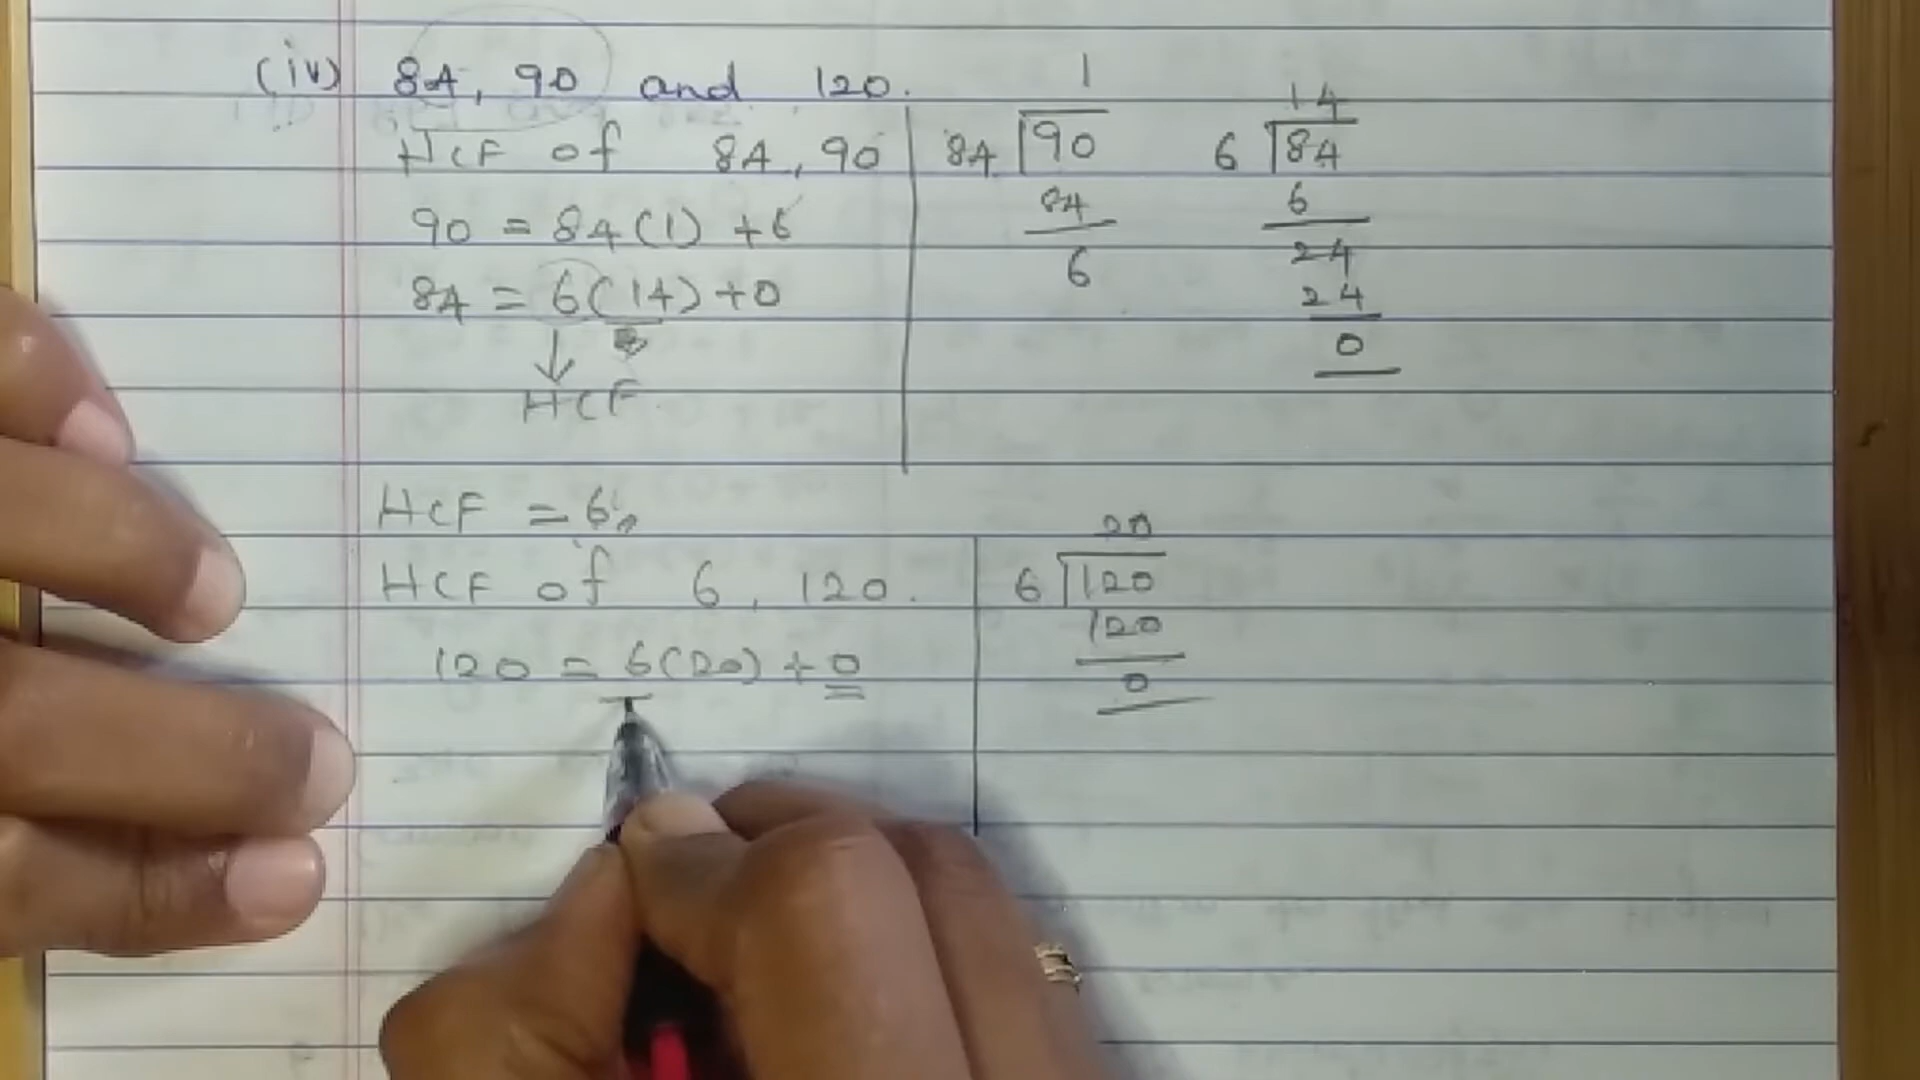 (iv) 84, 90 and 120.
HCF of 84, 90
90 = 84(1) + 6
84 = 6(14) + 0
↓
HCF
1
84 90
84
6
14
6 84
6
24
24
0
HCF = 6
HCF of 6, 120.
120 = 6(20) + 0
20
6 120
120
0